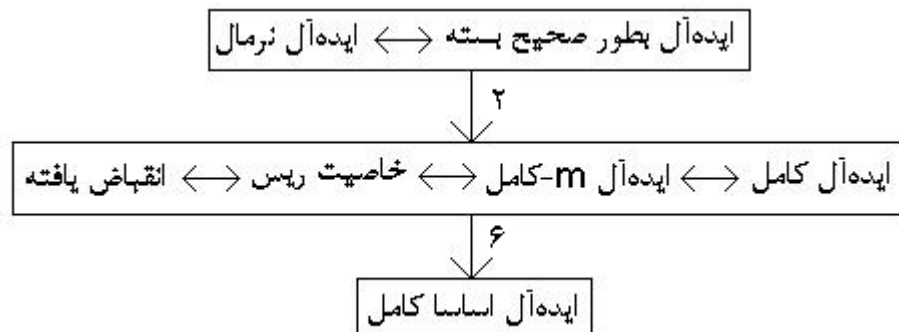 ایده‌آل بطور صحیح بسته ↔ ایده‌آل نرمال
۲
ایده‌آل کامل ↔ ایده‌آل m-کامل ↔ خاصیت ریس ↔ انقباض یافته
۶
ایده‌آل اساسا کامل